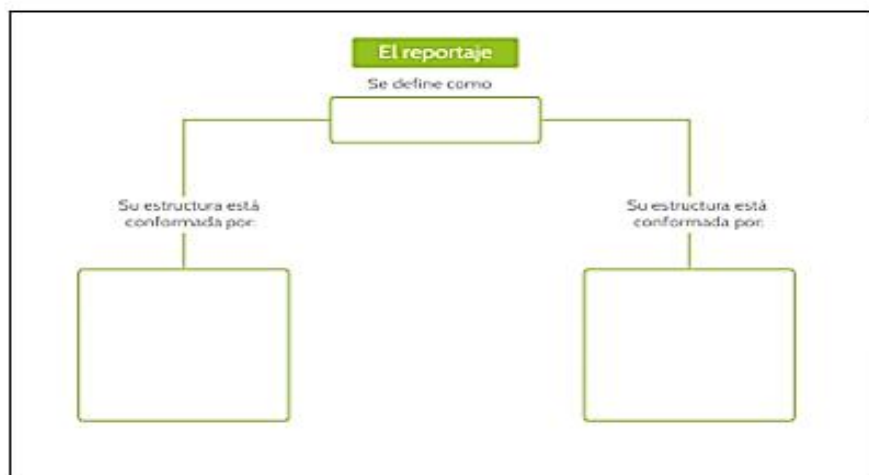 El reportaje
Se define como
Su estructura está
conformada por:
Su estructura está
conformada por: